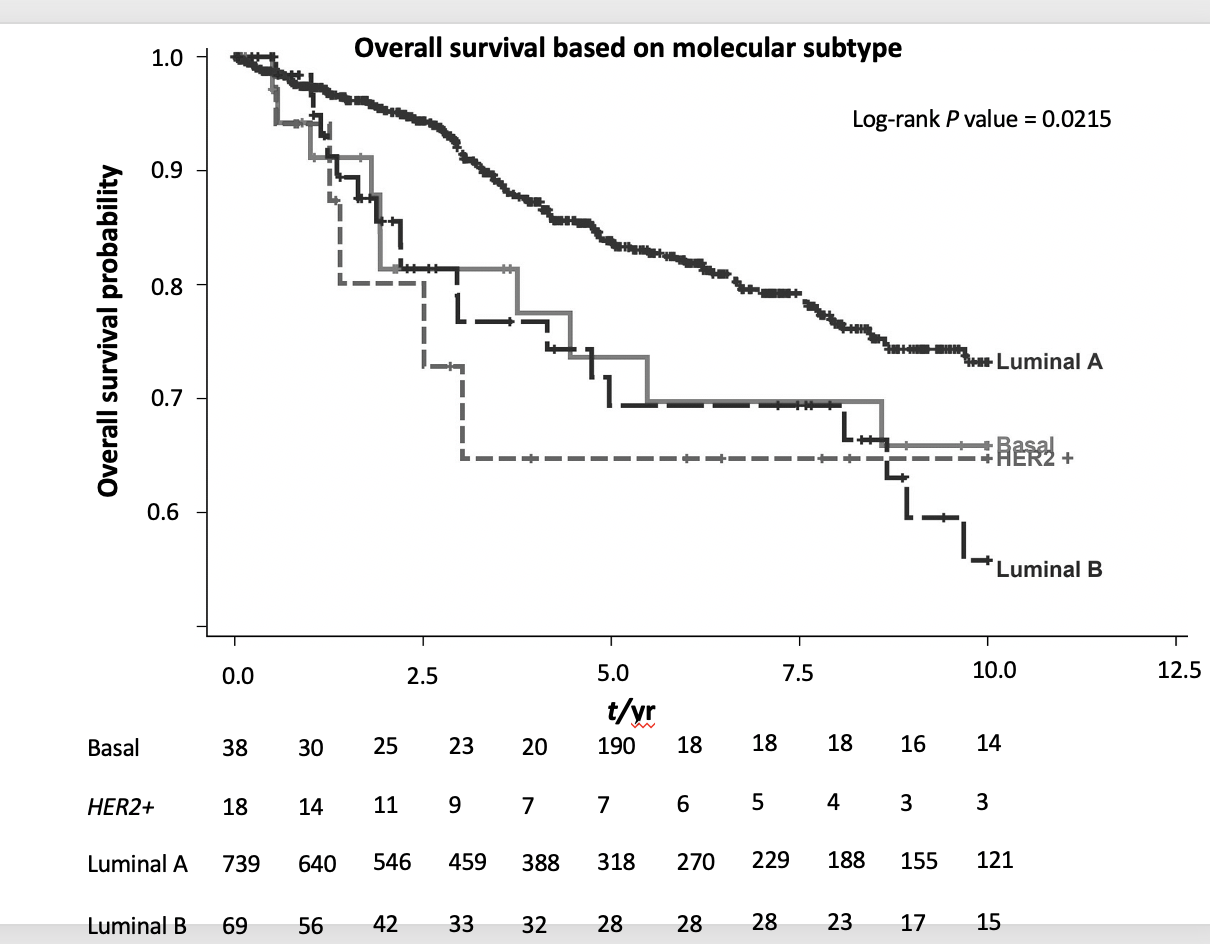 Overall survival based on molecular subtype
Log-rank P value = 0.0215
Overall survival probability
1.0
0.9
0.8
0.7
0.6
Luminal A
Basal
HER2 +
Luminal B
0.0 2.5 5.0 7.5 10.0 12.5
t/yr
Basal 38 30 25 23 20 190 18 18 18 16 14
HER2+ 18 14 11 9 7 7 6 5 4 3 3
Luminal A 739 640 546 459 388 318 270 229 188 155 121
Luminal B 69 56 42 33 32 28 28 28 23 17 15